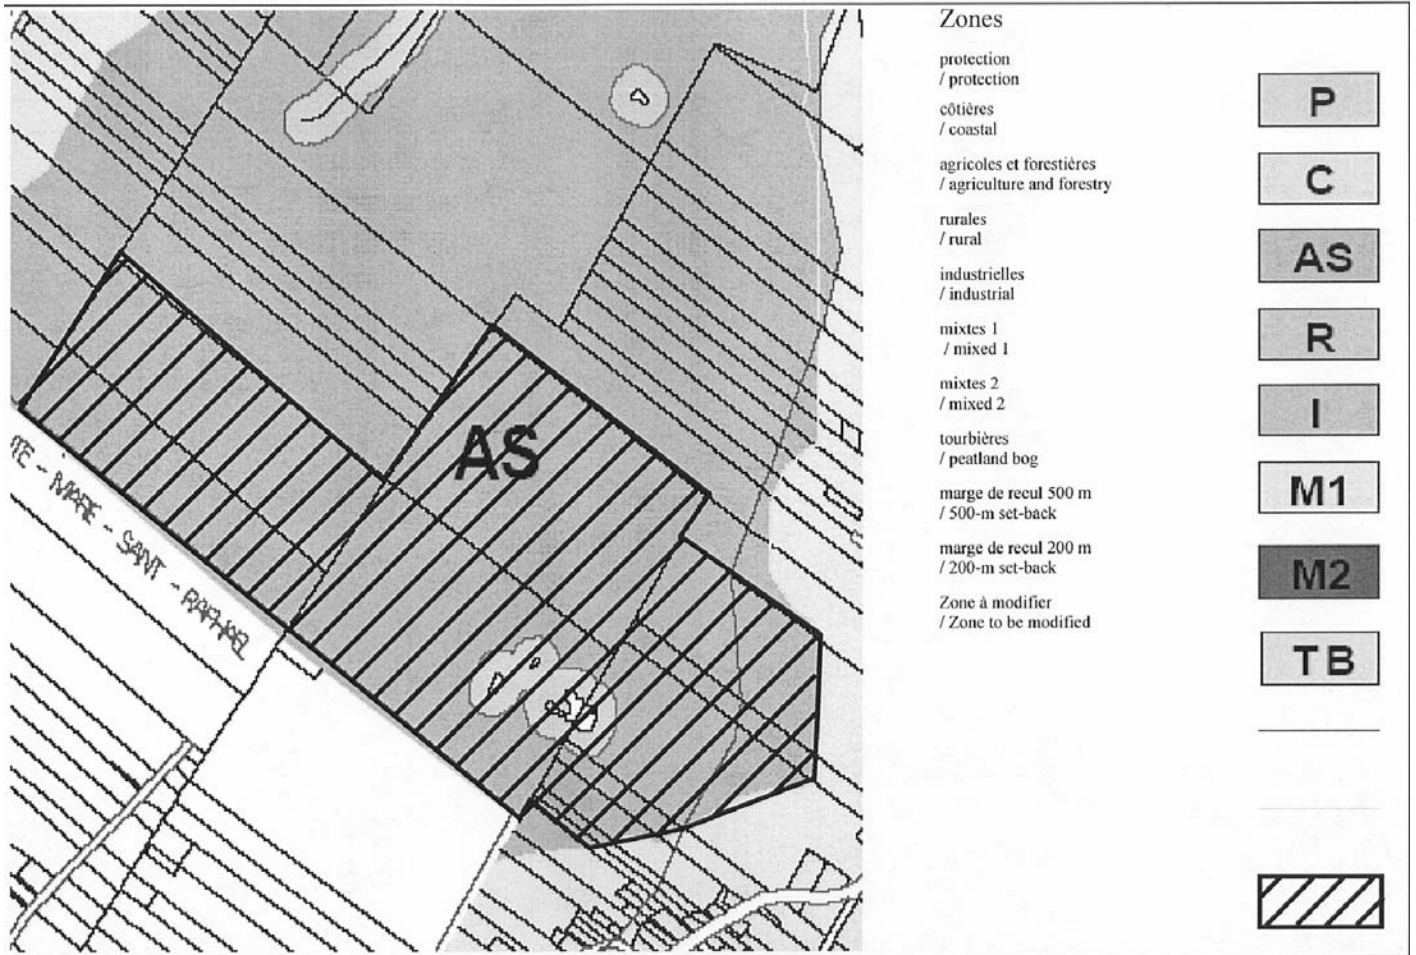 Zones
protection
/ protection
côtières
/ coastal
agricoles et forestières
/ agriculture and forestry
rurales
/ rural
industrielles
/ industrial
mixtes 1
/ mixed 1
mixtes 2
/ mixed 2
tourbières
/ peatland bog
marge de recul 500 m
/ 500-m set-back
marge de recul 200 m
/ 200-m set-back
Zone à modifier
/ Zone to be modified
P
C
AS
R
I
M1
M2
TB
AS
TE - MARIE - SAINT - RAPHAEL